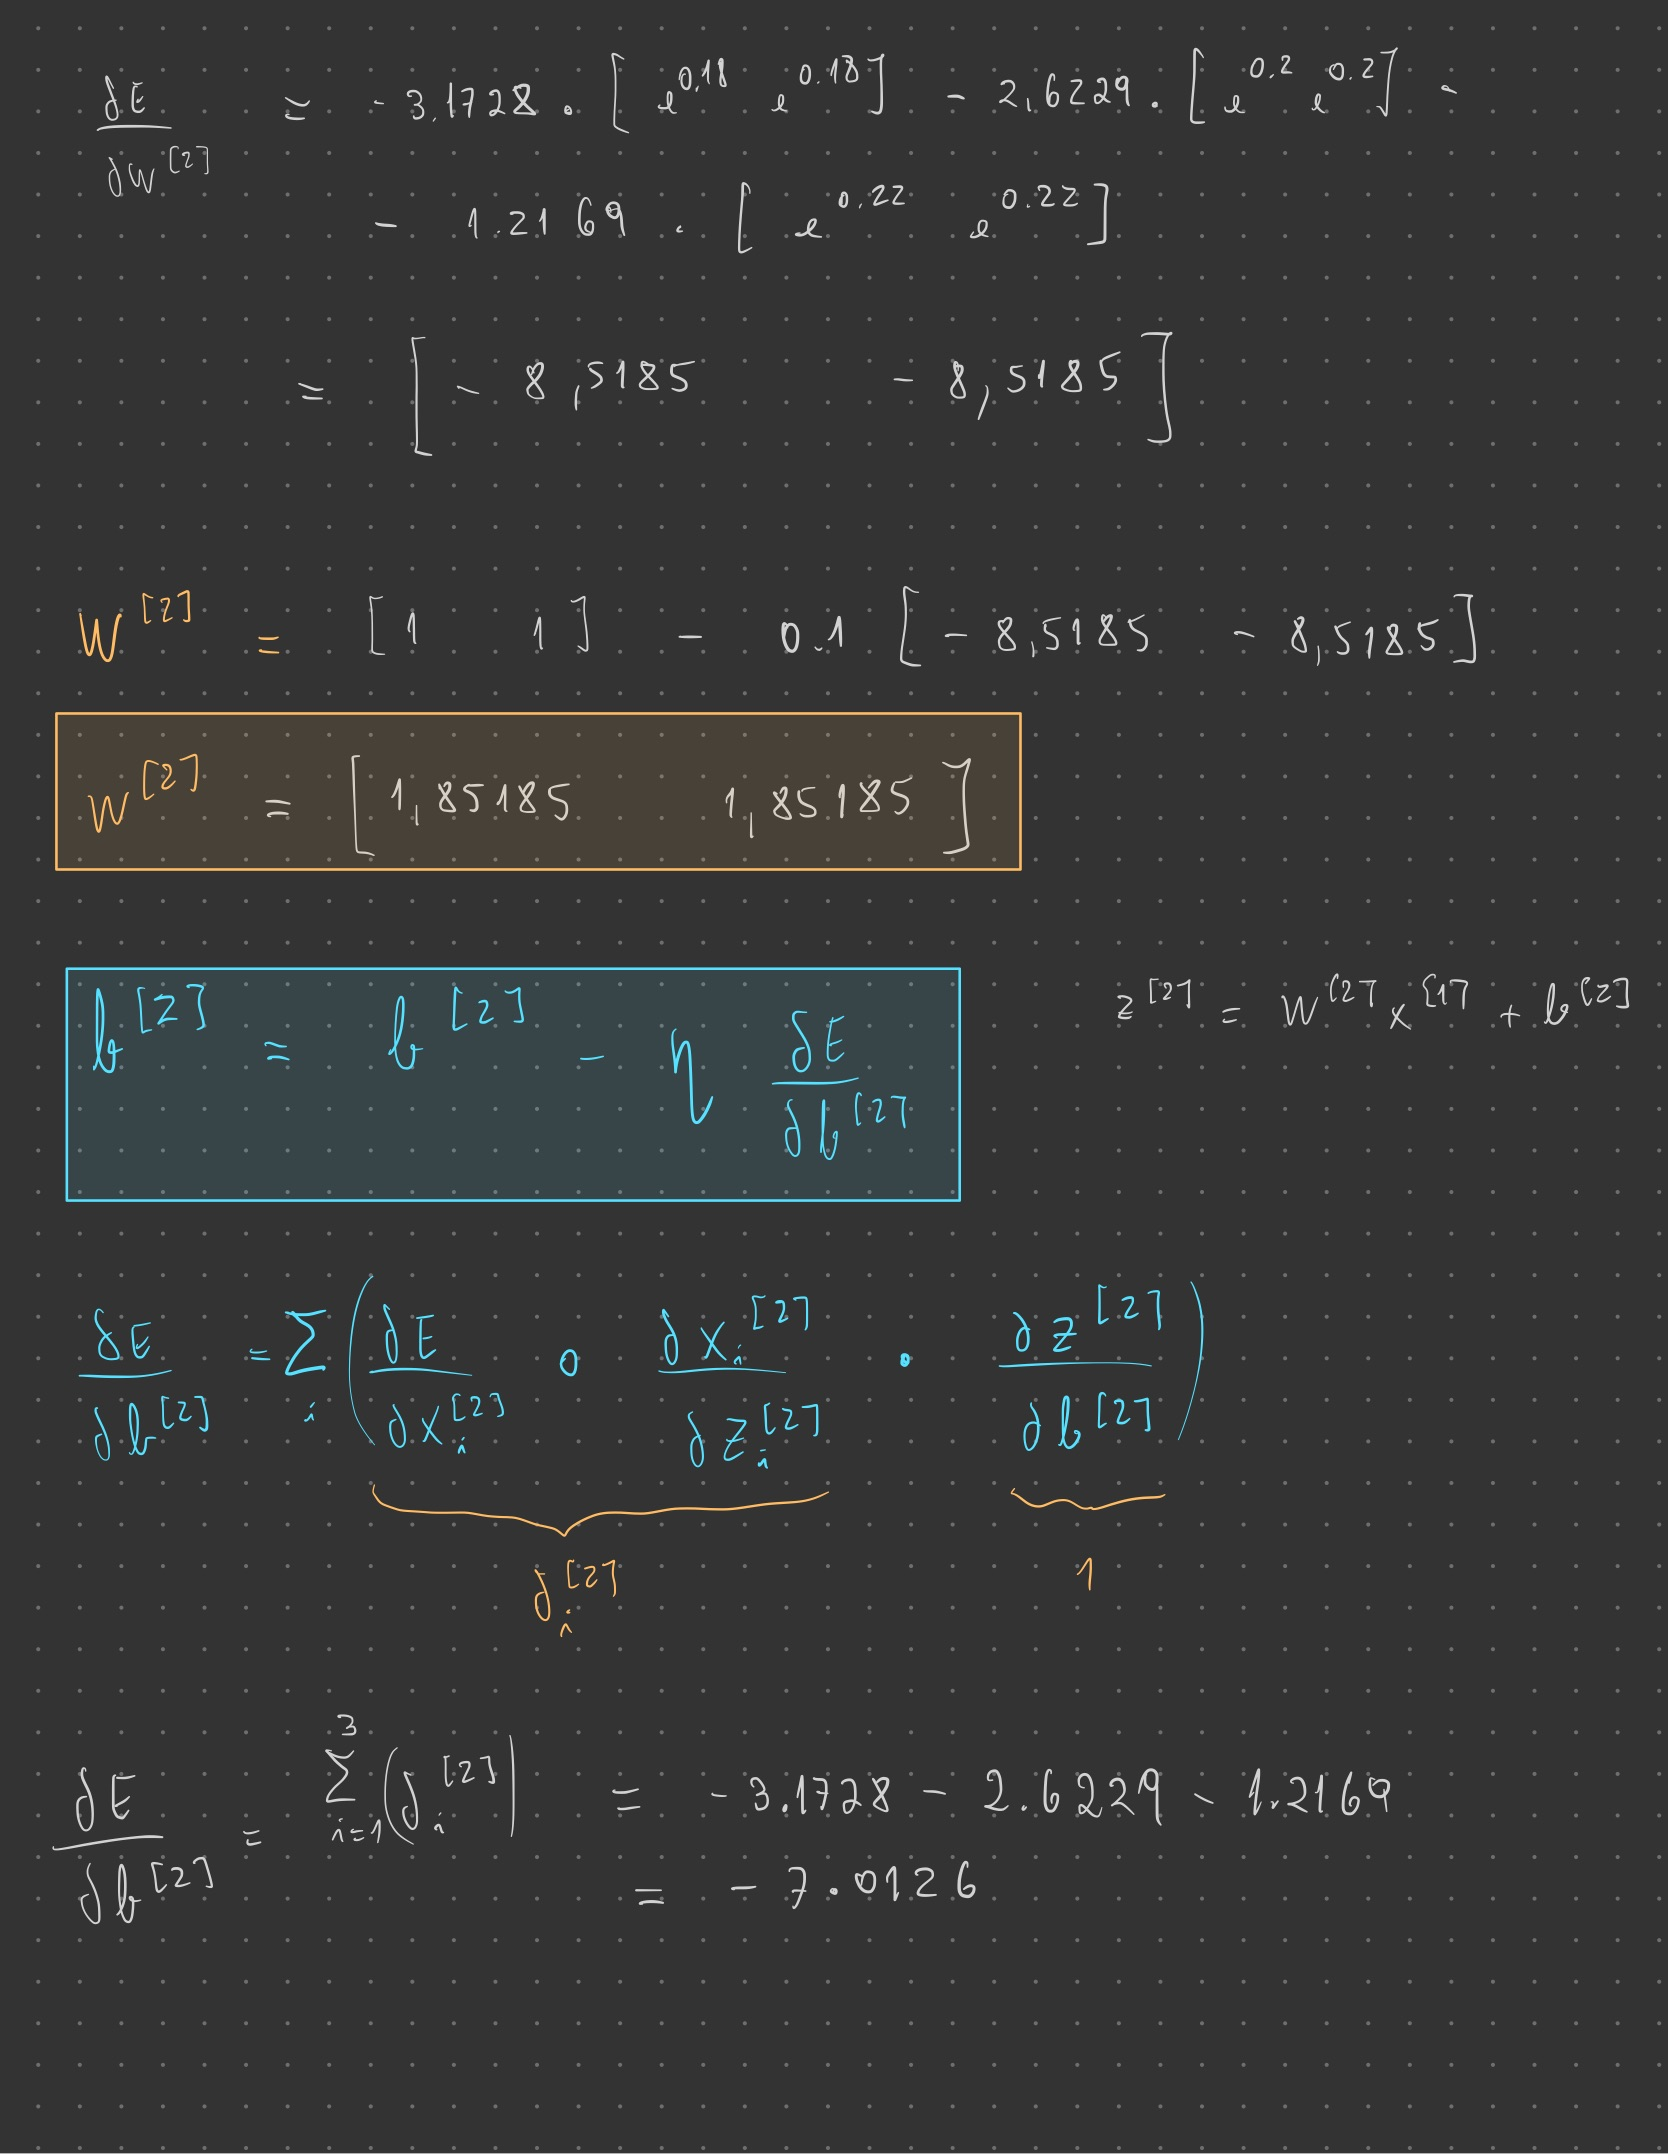 ∂E/∂W^[2] = - 3.1728 · [ e^0.18 e^0.18 ] - 2,6229 · [ e^0.2 e^0.2 ] -
- 1.2169 · [ e^0.22 e^0.22 ]
= [ - 8,5185 - 8,5185 ]
W^[2] = [ 1 1 ] - 0.1 [ - 8,5185 - 8,5185 ]
W^[2] = [ 1,85185 1,85185 ]
b^[2] = b^[2] - η ∂E/∂b^[2]
z^[2] = W^[2] x^[1] + b^[2]
∂E/∂b^[2] = Σ_i ( ∂E/∂x_i^[2] ∘ ∂x_i^[2]/∂z_i^[2] · ∂z^[2]/∂b^[2] )
δ_i^[2] 1
∂E/∂b^[2] = Σ_{i=1}^3 ( δ_i^[2] ) = - 3.1728 - 2.6229 - 1.2169
= - 7.0126